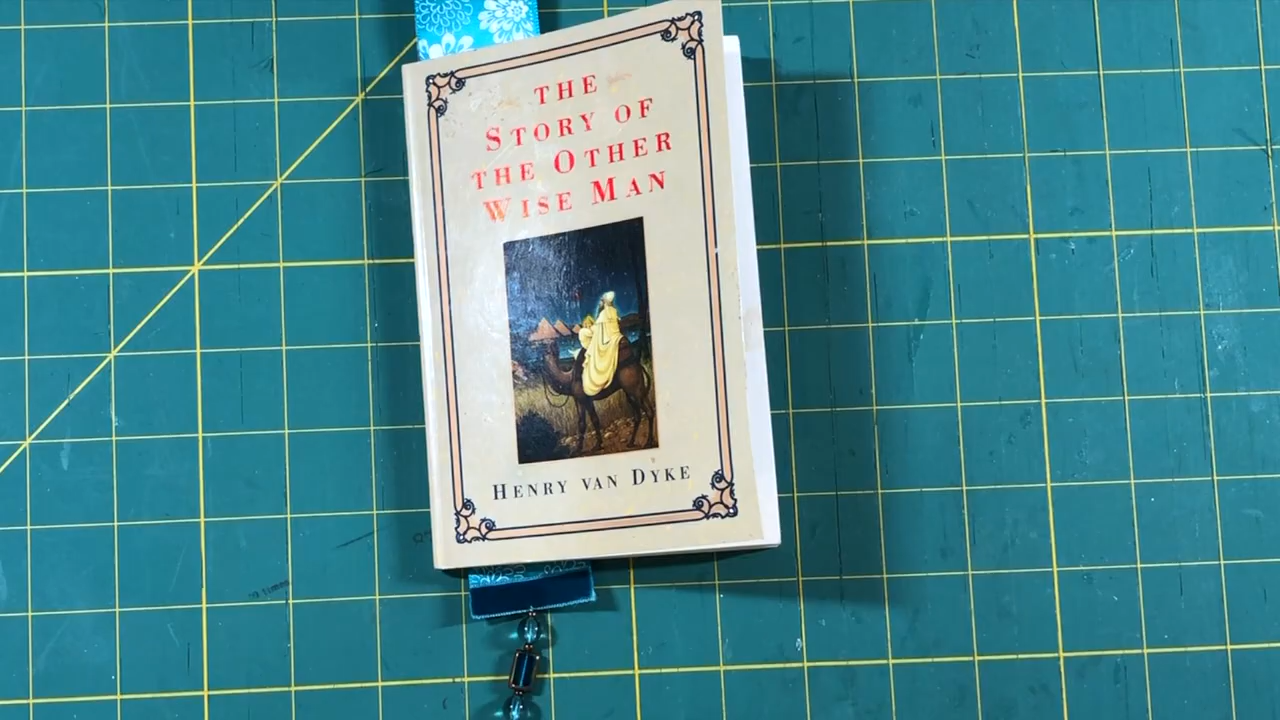 THE
STORY OF
THE OTHER
WISE MAN
HENRY VAN DYKE